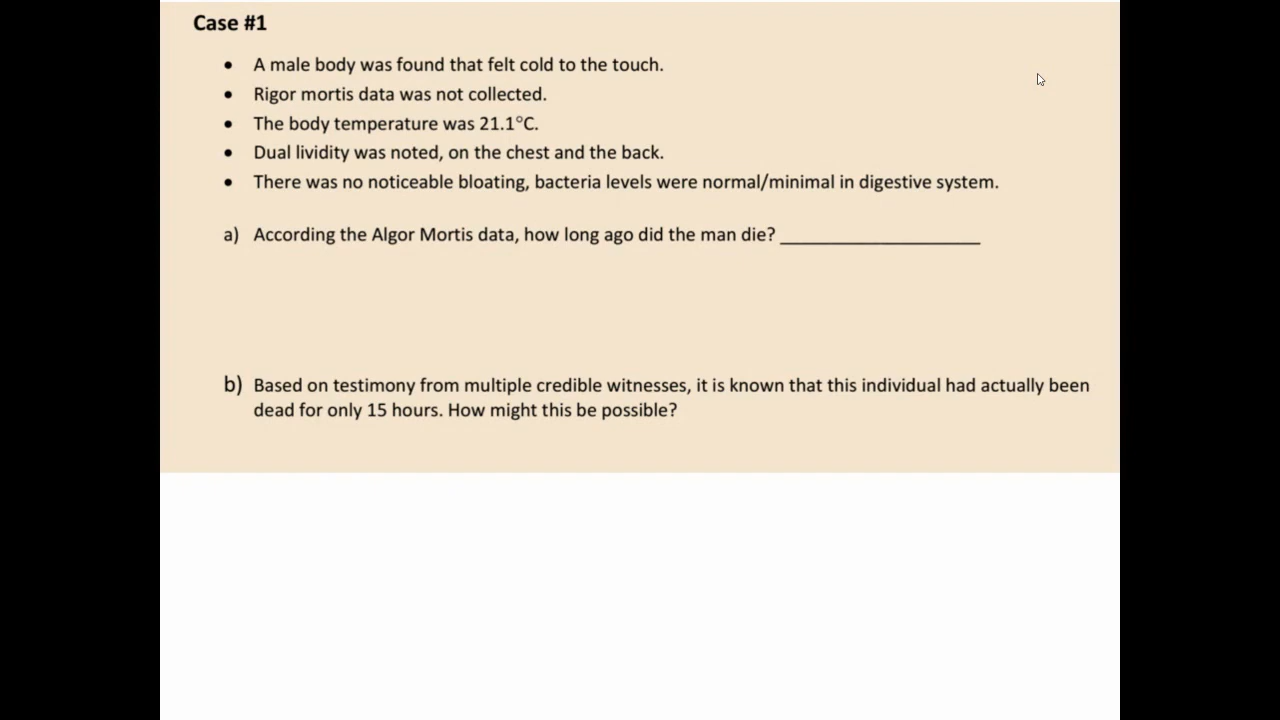 Case #1
• A male body was found that felt cold to the touch.
• Rigor mortis data was not collected.
• The body temperature was 21.1°C.
• Dual lividity was noted, on the chest and the back.
• There was no noticeable bloating, bacteria levels were normal/minimal in digestive system.
a) According the Algor Mortis data, how long ago did the man die? ____________________
b) Based on testimony from multiple credible witnesses, it is known that this individual had actually been
dead for only 15 hours. How might this be possible?